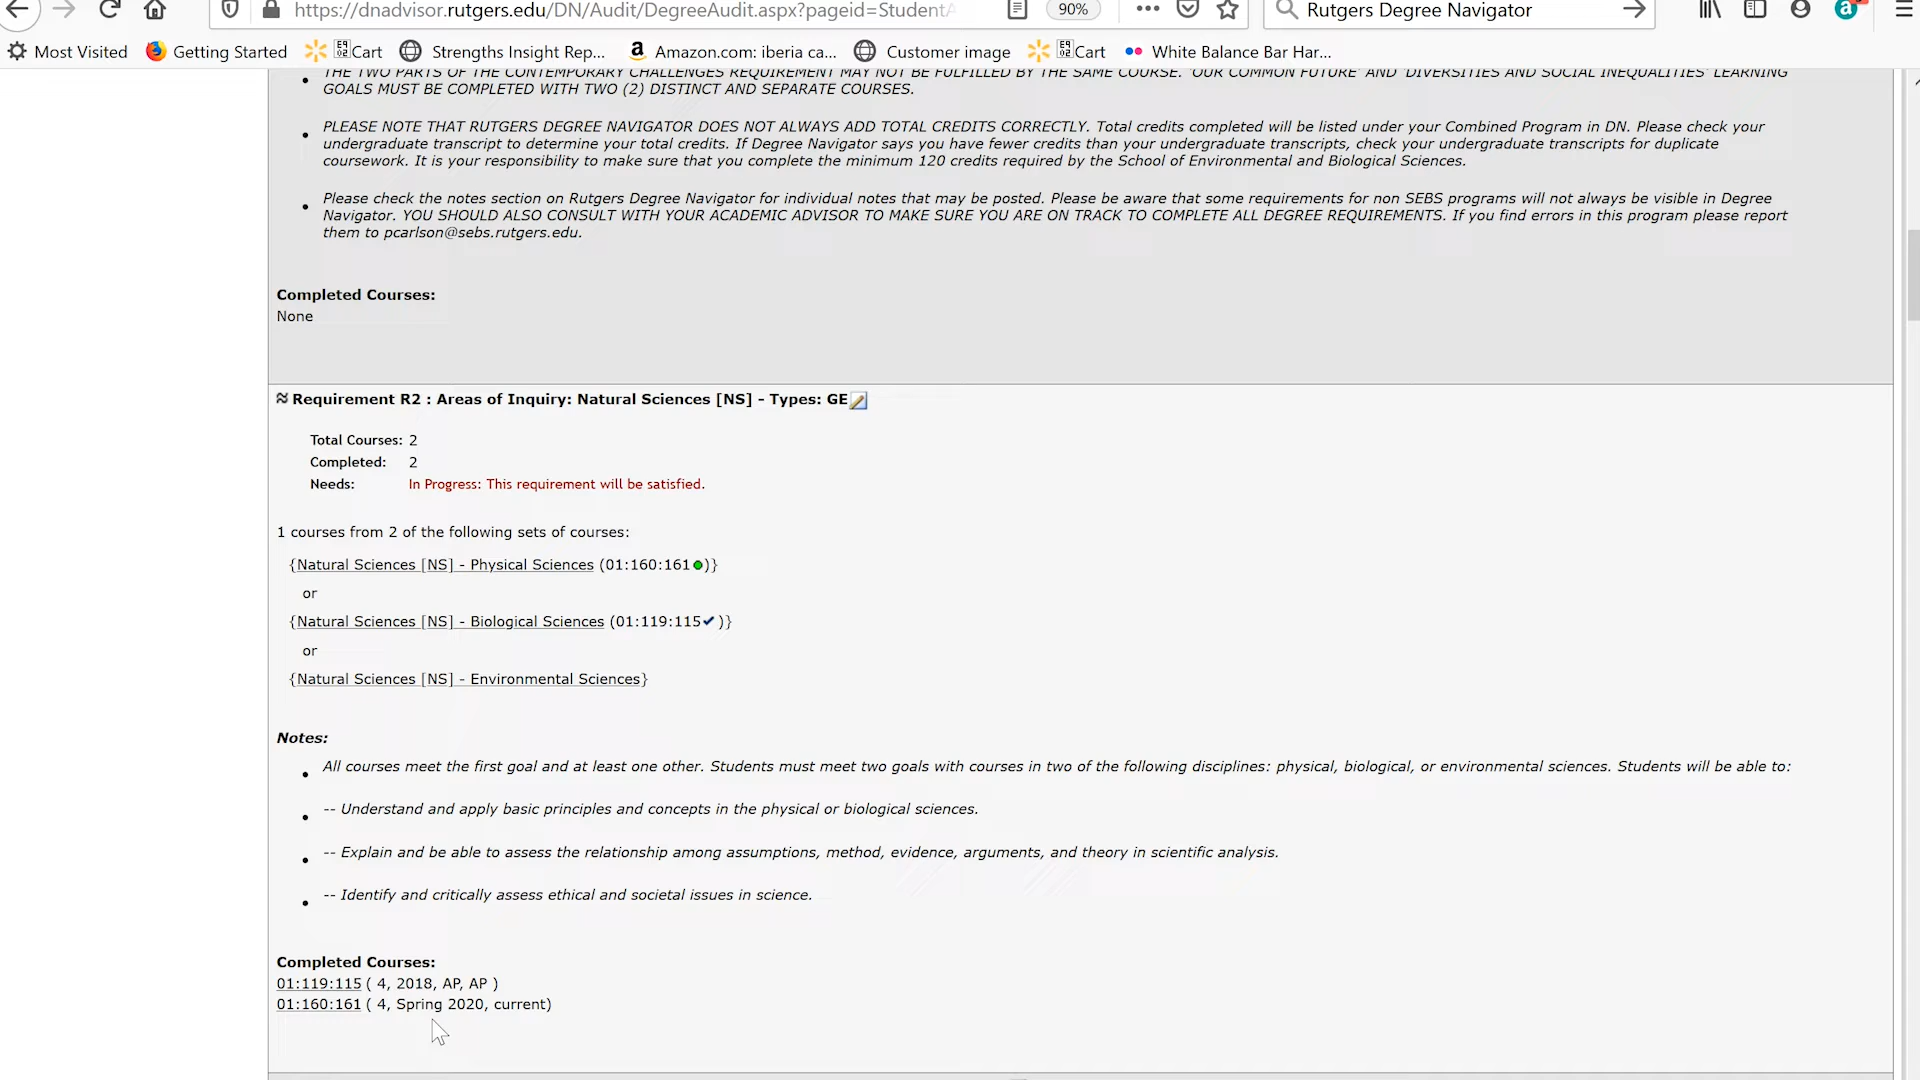 https://dnadvisor.rutgers.edu/DN/Audit/DegreeAudit.aspx?pageid=StudentA
90%
Rutgers Degree Navigator
Most Visited
Getting Started
Cart
Strengths Insight Rep...
Amazon.com: iberia ca...
Customer image
Cart
White Balance Bar Har...
THE TWO PARTS OF THE CONTEMPORARY CHALLENGES REQUIREMENT MAY NOT BE FULFILLED BY THE SAME COURSE. 'OUR COMMON FUTURE' AND 'DIVERSITIES AND SOCIAL INEQUALITIES' LEARNING
GOALS MUST BE COMPLETED WITH TWO (2) DISTINCT AND SEPARATE COURSES.
PLEASE NOTE THAT RUTGERS DEGREE NAVIGATOR DOES NOT ALWAYS ADD TOTAL CREDITS CORRECTLY. Total credits completed will be listed under your Combined Program in DN. Please check your
undergraduate transcript to determine your total credits. If Degree Navigator says you have fewer credits than your undergraduate transcripts, check your undergraduate transcripts for duplicate
coursework. It is your responsibility to make sure that you complete the minimum 120 credits required by the School of Environmental and Biological Sciences.
Please check the notes section on Rutgers Degree Navigator for individual notes that may be posted. Please be aware that some requirements for non SEBS programs will not always be visible in Degree
Navigator. YOU SHOULD ALSO CONSULT WITH YOUR ACADEMIC ADVISOR TO MAKE SURE YOU ARE ON TRACK TO COMPLETE ALL DEGREE REQUIREMENTS. If you find errors in this program please report
them to pcarlson@sebs.rutgers.edu.
Completed Courses:
None
Requirement R2 : Areas of Inquiry: Natural Sciences [NS] - Types: GE
Total Courses: 2
Completed: 2
Needs: In Progress: This requirement will be satisfied.
1 courses from 2 of the following sets of courses:
{Natural Sciences [NS] - Physical Sciences (01:160:161)}
or
{Natural Sciences [NS] - Biological Sciences (01:119:115 )}
or
{Natural Sciences [NS] - Environmental Sciences}
Notes:
All courses meet the first goal and at least one other. Students must meet two goals with courses in two of the following disciplines: physical, biological, or environmental sciences. Students will be able to:
-- Understand and apply basic principles and concepts in the physical or biological sciences.
-- Explain and be able to assess the relationship among assumptions, method, evidence, arguments, and theory in scientific analysis.
-- Identify and critically assess ethical and societal issues in science.
Completed Courses:
01:119:115 ( 4, 2018, AP, AP )
01:160:161 ( 4, Spring 2020, current)